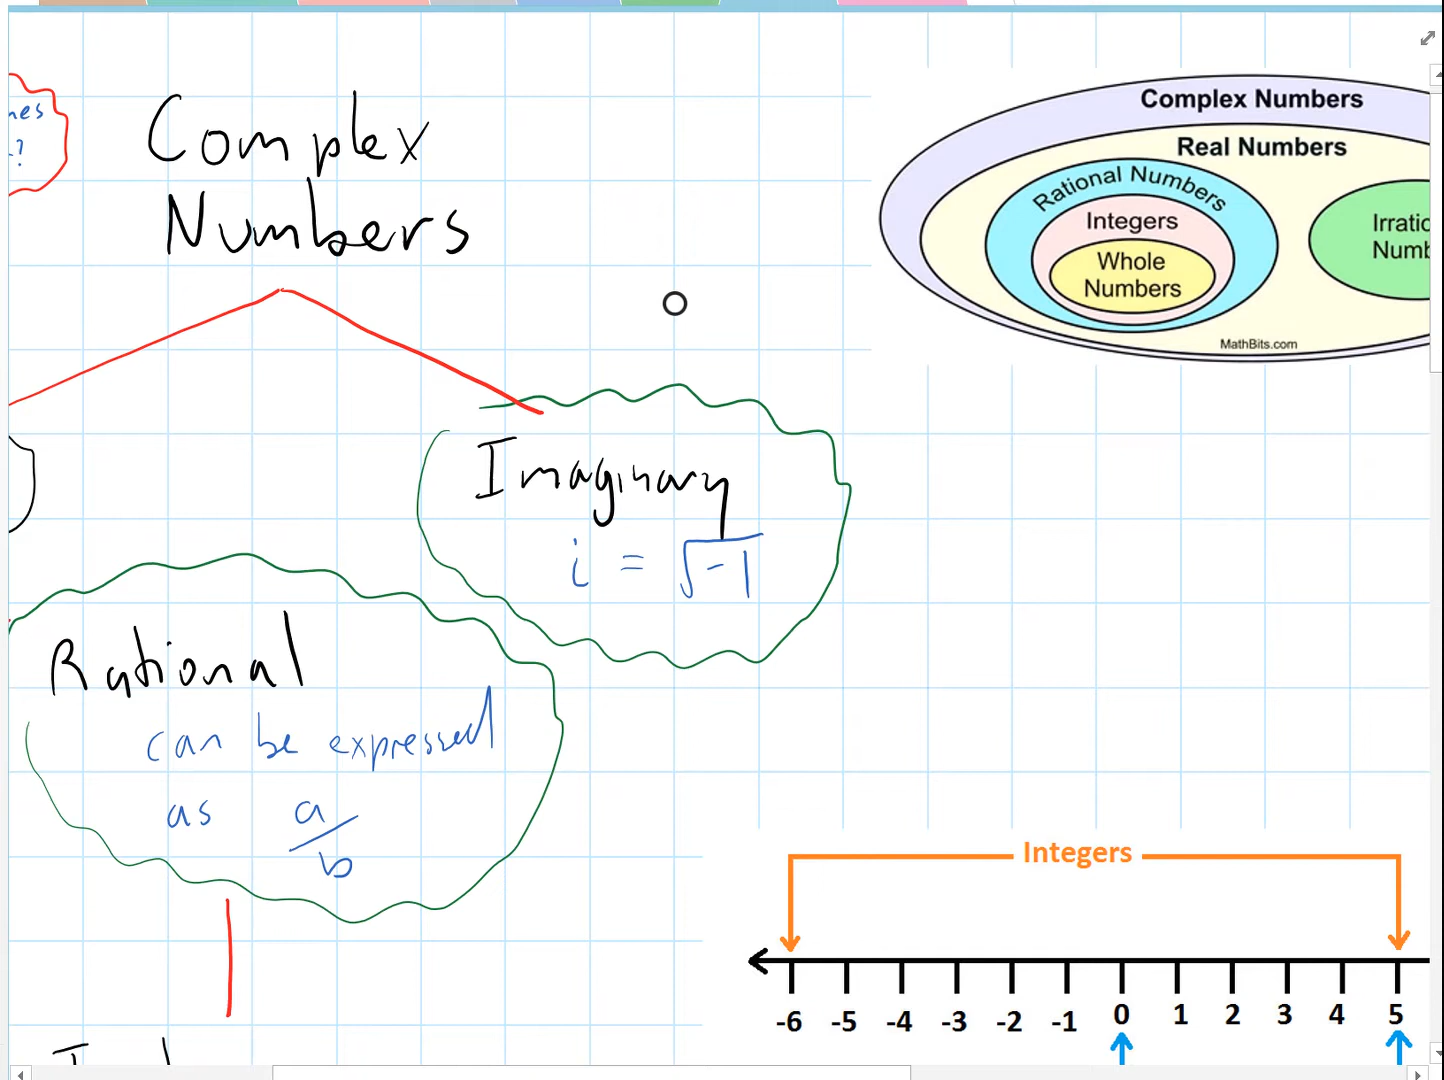 ?
Complex
Numbers
Imaginary
i = √-1
Rational
can be expressed
as a/b
Complex Numbers
Real Numbers
Rational Numbers
Integers
Whole
Numbers
MathBits.com
Integers
-6 -5 -4 -3 -2 -1 0 1 2 3 4 5